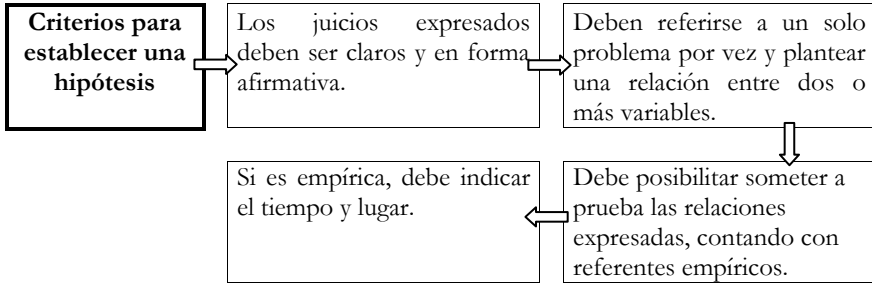 Criterios para
establecer una
hipótesis
Los juicios expresados
deben ser claros y en forma
afirmativa.
Deben referirse a un solo
problema por vez y plantear
una relación entre dos o
más variables.
Debe posibilitar someter a
prueba las relaciones
expresadas, contando con
referentes empíricos.
Si es empírica, debe indicar
el tiempo y lugar.